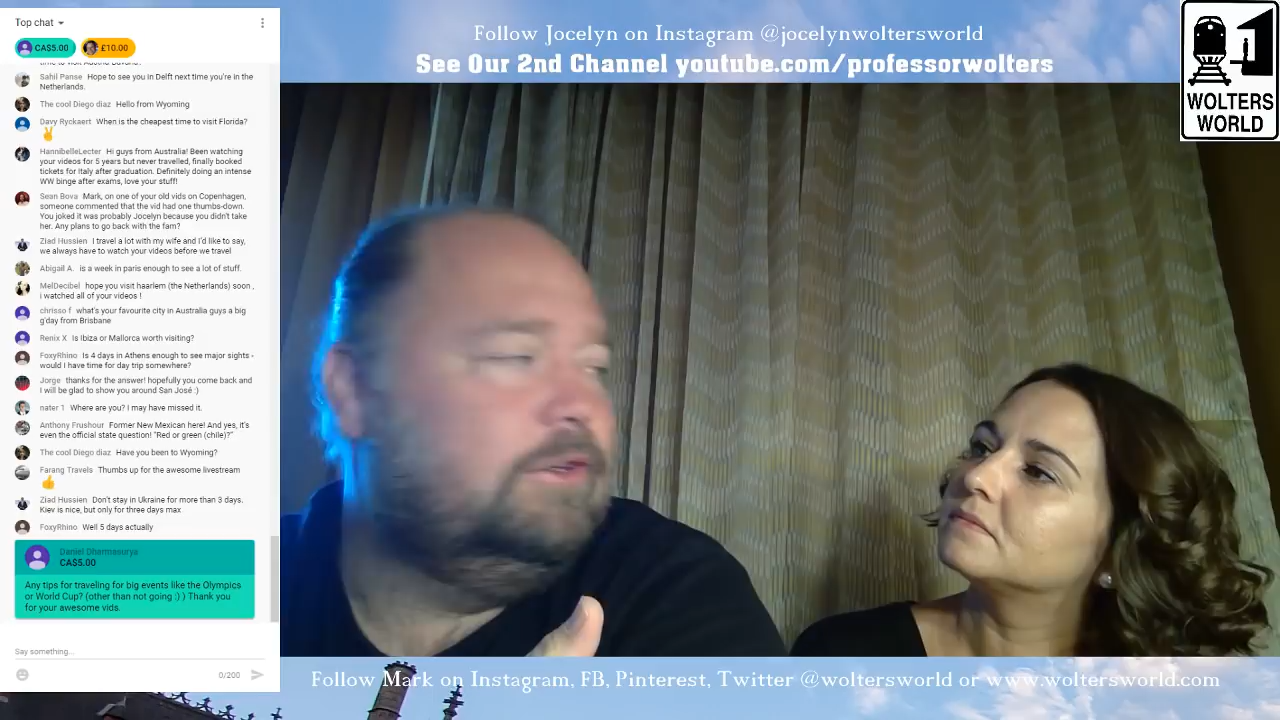 Top chat
CA$5.00
£10.00
Sahil Panse Hope to see you in Delft next time you're in the
Netherlands.
The cool Diego diaz Hello from Wyoming
Davy Ryckaert When is the cheapest time to visit Florida?
HannibelleLecter Hi guys from Australia! Been watching
your videos for 5 years but never travelled, finally booked
tickets for Italy after graduation. Definitely doing an intense
WW binge after exams, love your stuff!
Sean Bova Mark, on one of your old vids on Copenhagen,
someone commented that the vid had one thumbs-down.
You joked it was probably Jocelyn because you didn't take
her. Any plans to go back with the fam?
Ziad Hussien I travel a lot with my wife and I'd like to say,
we always have to watch your videos before we travel
Abigail A. is a week in paris enough to see a lot of stuff.
MelDecibel hope you visit haarlem (the Netherlands) soon ,
i watched all of your videos !
chrisso f what's your favourite city in Australia guys a big
g'day from Brisbane
Renix X Is Ibiza or Mallorca worth visiting?
FoxyRhino Is 4 days in Athens enough to see major sights -
would I have time for day trip somewhere?
Jorge thanks for the answer! hopefully you come back and
I will be glad to show you around San José :)
nater 1 Where are you? I may have missed it.
Anthony Frushour Former New Mexican here! And yes, it's
even the official state question! "Red or green (chile)?"
The cool Diego diaz Have you been to Wyoming?
Farang Travels Thumbs up for the awesome livestream
Ziad Hussien Don't stay in Ukraine for more than 3 days.
Kiev is nice, but only for three days max
FoxyRhino Well 5 days actually
Daniel Dharmasurya
CA$5.00
Any tips for traveling for big events like the Olympics
or World Cup? (other than not going :) ) Thank you
for your awesome vids.
Say something...
0/200
Follow Jocelyn on Instagram @jocelynwoltersworld
See Our 2nd Channel youtube.com/professorwolters
WOLTERS
WORLD
Follow Mark on Instagram, FB, Pinterest, Twitter @woltersworld or www.woltersworld.com